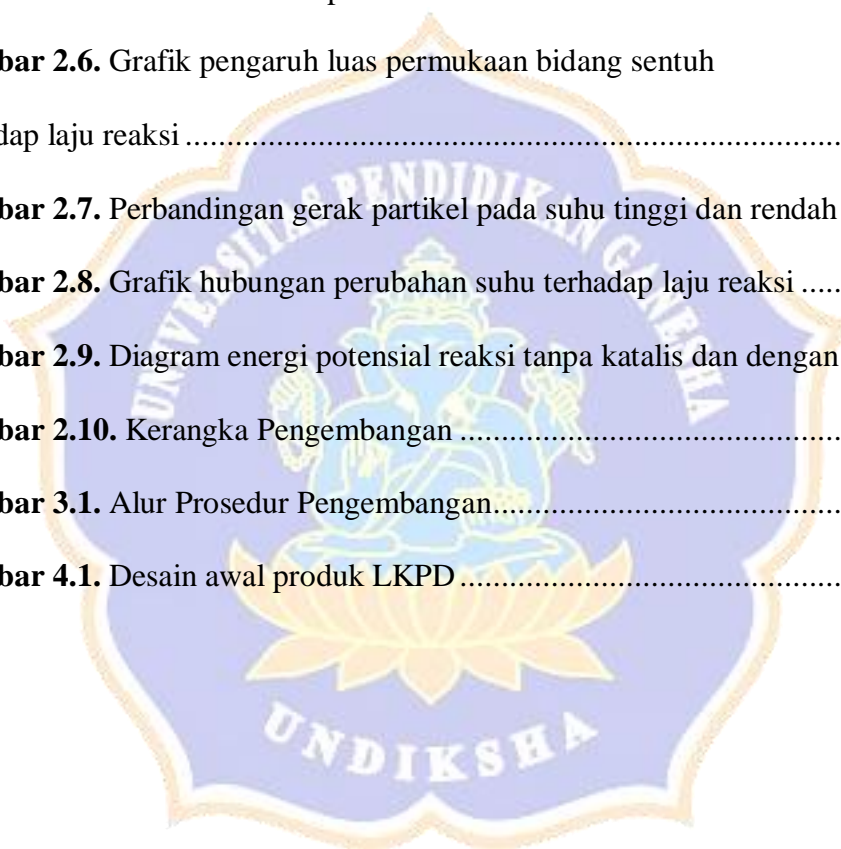 bar 2.6. Grafik pengaruh luas permukaan bidang sentuh
dap laju reaksi ................................................................................
bar 2.7. Perbandingan gerak partikel pada suhu tinggi dan rendah
bar 2.8. Grafik hubungan perubahan suhu terhadap laju reaksi .....
bar 2.9. Diagram energi potensial reaksi tanpa katalis dan dengan
bar 2.10. Kerangka Pengembangan ..............................................
bar 3.1. Alur Prosedur Pengembangan..........................................
bar 4.1. Desain awal produk LKPD ..............................................
UNIVERSITAS PENDIDIKAN GANESHA
UNDIKSHA